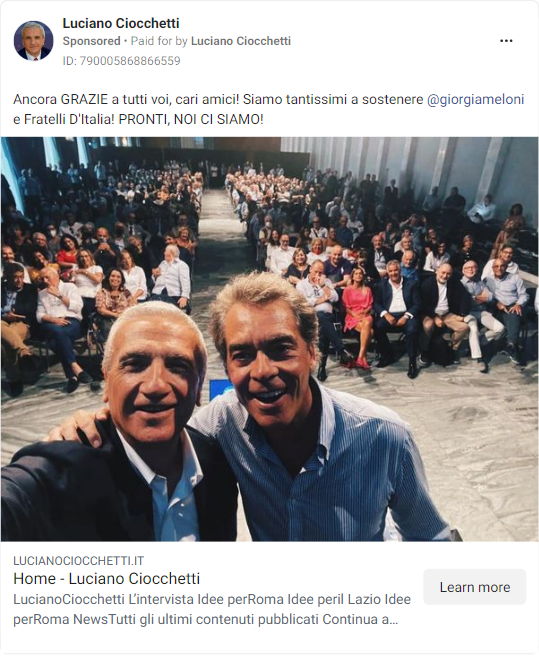 Luciano Ciocchetti
Sponsored • Paid for by Luciano Ciocchetti
ID: 790005868866559
Ancora GRAZIE a tutti voi, cari amici! Siamo tantissimi a sostenere @giorgiameloni
e Fratelli D'Italia! PRONTI, NOI CI SIAMO!
LUCIANOCIOCCHETTI.IT
Home - Luciano Ciocchetti
LucianoCiocchetti L’intervista Idee perRoma Idee peril Lazio Idee
perRoma NewsTutti gli ultimi contenuti pubblicati Continua a...
Learn more